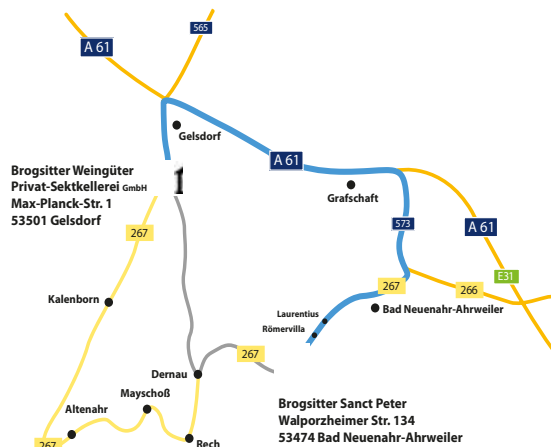 565
A 61
Gelsdorf
A 61
Brogsitter Weingüter
Privat-Sektkellerei GmbH
Max-Planck-Str. 1
53501 Gelsdorf
1
Grafschaft
573
A 61
267
E31
267
266
Kalenborn
Laurentius
Bad Neuenahr-Ahrweiler
Römervilla
267
Dernau
Mayschoß
Brogsitter Sanct Peter
Altenahr
Walporzheimer Str. 134
267
Rech
53474 Bad Neuenahr-Ahrweiler